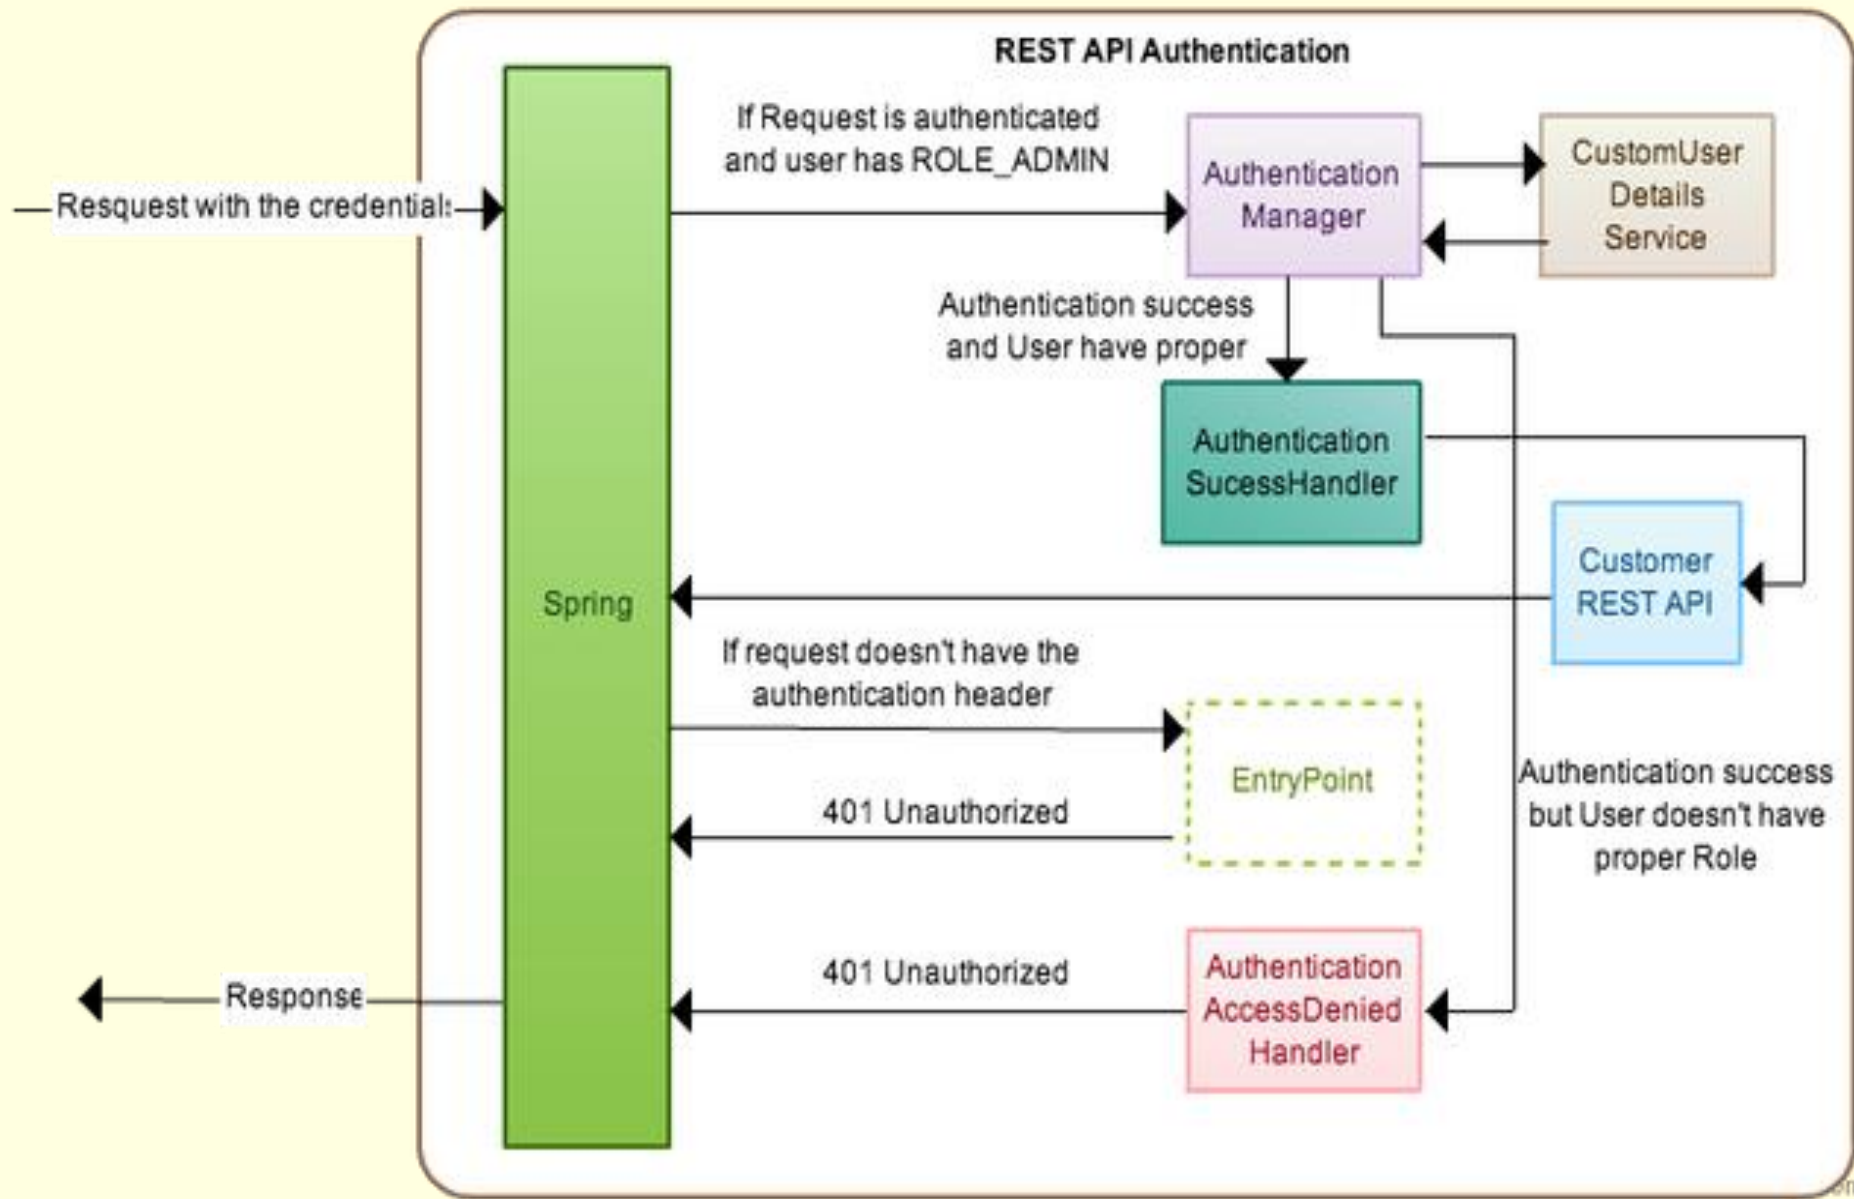 REST API Authentication
If Request is authenticated
and user has ROLE_ADMIN
Authentication
Manager
CustomUser
Details
Service
Resquest with the credentials
Authentication success
and User have proper
Authentication
SucessHandler
Customer
REST API
Spring
If request doesn't have the
authentication header
EntryPoint
401 Unauthorized
Authentication success
but User doesn't have
proper Role
401 Unauthorized
Authentication
AccessDenied
Handler
Response